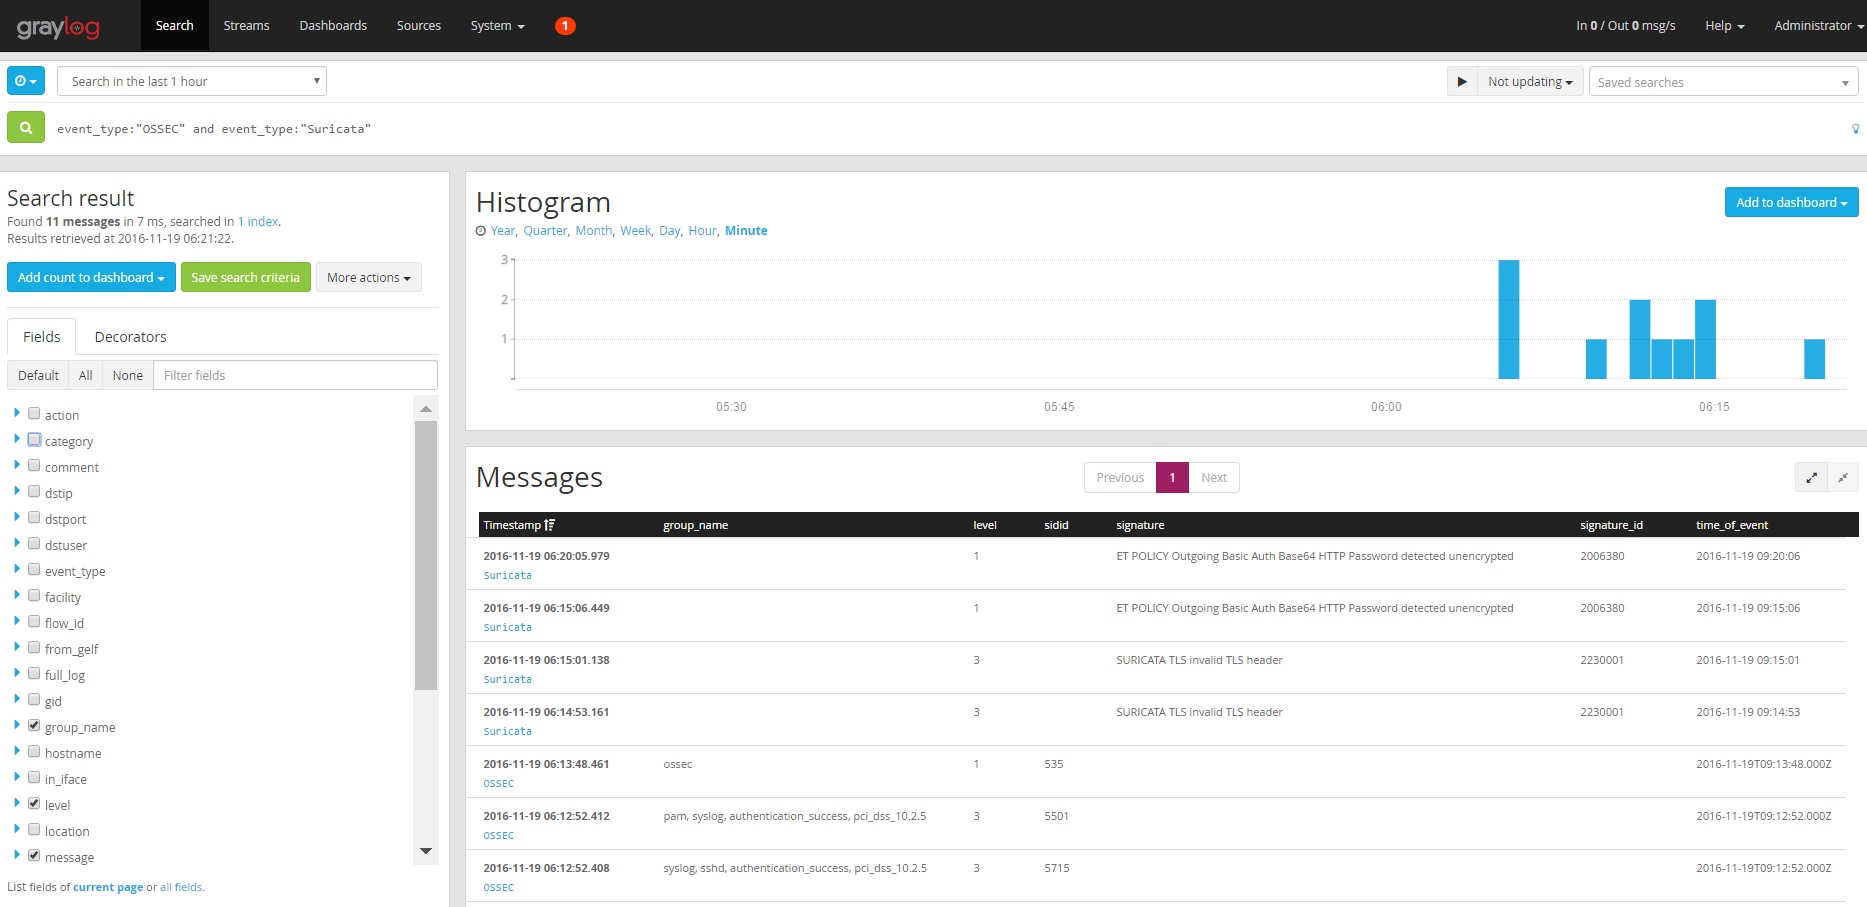 graylog Search Streams Dashboards Sources System 1 In 0 / Out 0 msg/s Help Administrator
Search in the last 1 hour Not updating Saved searches
event_type:"OSSEC" and event_type:"Suricata"
Search result
Found 11 messages in 7 ms, searched in 1 index.
Results retrieved at 2016-11-19 06:21:22.
Add count to dashboard Save search criteria More actions
Fields Decorators
Default All None Filter fields
action
category
comment
dstip
dstport
dstuser
event_type
facility
flow_id
from_gelf
full_log
gid
group_name
hostname
in_iface
level
location
message
List fields of current page or all fields.
Histogram
Add to dashboard
Year, Quarter, Month, Week, Day, Hour, Minute
3
2
1
05:30 05:45 06:00 06:15
Messages
Previous 1 Next
Timestamp group_name level sidid signature signature_id time_of_event
2016-11-19 06:20:05.979 1 ET POLICY Outgoing Basic Auth Base64 HTTP Password detected unencrypted 2006380 2016-11-19 09:20:06
Suricata
2016-11-19 06:15:06.449 1 ET POLICY Outgoing Basic Auth Base64 HTTP Password detected unencrypted 2006380 2016-11-19 09:15:06
Suricata
2016-11-19 06:15:01.138 3 SURICATA TLS invalid TLS header 2230001 2016-11-19 09:15:01
Suricata
2016-11-19 06:14:53.161 3 SURICATA TLS invalid TLS header 2230001 2016-11-19 09:14:53
Suricata
2016-11-19 06:13:48.461 ossec 1 535 2016-11-19T09:13:48.000Z
OSSEC
2016-11-19 06:12:52.412 pam, syslog, authentication_success, pci_dss_10.2.5 3 5501 2016-11-19T09:12:52.000Z
OSSEC
2016-11-19 06:12:52.408 syslog, sshd, authentication_success, pci_dss_10.2.5 3 5715 2016-11-19T09:12:52.000Z
OSSEC